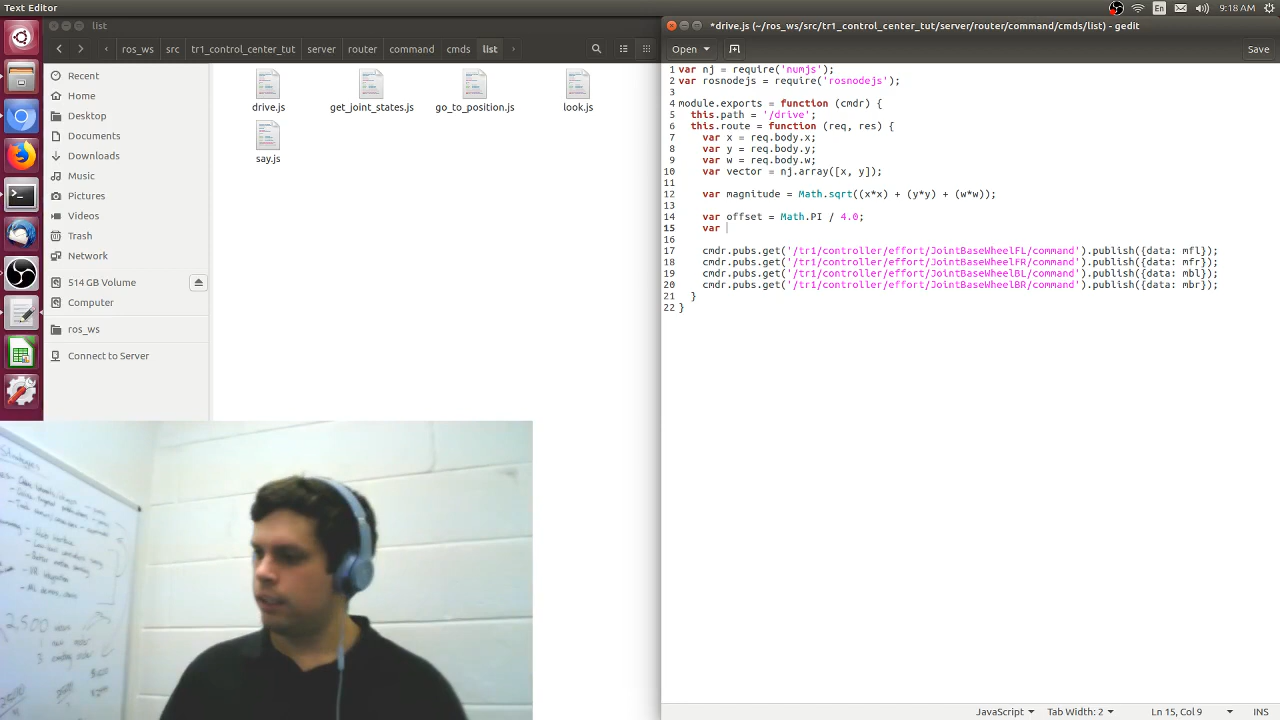 Text Editor
En
9:18 AM
list
*drive.js (~/ros_ws/src/tr1_control_center_tut/server/router/command/cmds/list) - gedit
ros_ws
src
tr1_control_center_tut
server
router
command
cmds
list
Open
Save
Recent
Home
Desktop
Documents
Downloads
Music
Pictures
Videos
Trash
Network
514 GB Volume
Computer
ros_ws
Connect to Server
drive.js
get_joint_states.js
go_to_position.js
look.js
say.js
1 var nj = require('numjs');
2 var rosnodejs = require('rosnodejs');
3
4 module.exports = function (cmdr) {
5 this.path = '/drive';
6 this.route = function (req, res) {
7 var x = req.body.x;
8 var y = req.body.y;
9 var w = req.body.w;
10 var vector = nj.array([x, y]);
11
12 var magnitude = Math.sqrt((x*x) + (y*y) + (w*w));
13
14 var offset = Math.PI / 4.0;
15 var
16
17 cmdr.pubs.get('/tr1/controller/effort/JointBaseWheelFL/command').publish({data: mfl});
18 cmdr.pubs.get('/tr1/controller/effort/JointBaseWheelFR/command').publish({data: mfr});
19 cmdr.pubs.get('/tr1/controller/effort/JointBaseWheelBL/command').publish({data: mbl});
20 cmdr.pubs.get('/tr1/controller/effort/JointBaseWheelBR/command').publish({data: mbr});
21 }
22 }
2,500
JavaScript
Tab Width: 2
Ln 15, Col 9
INS